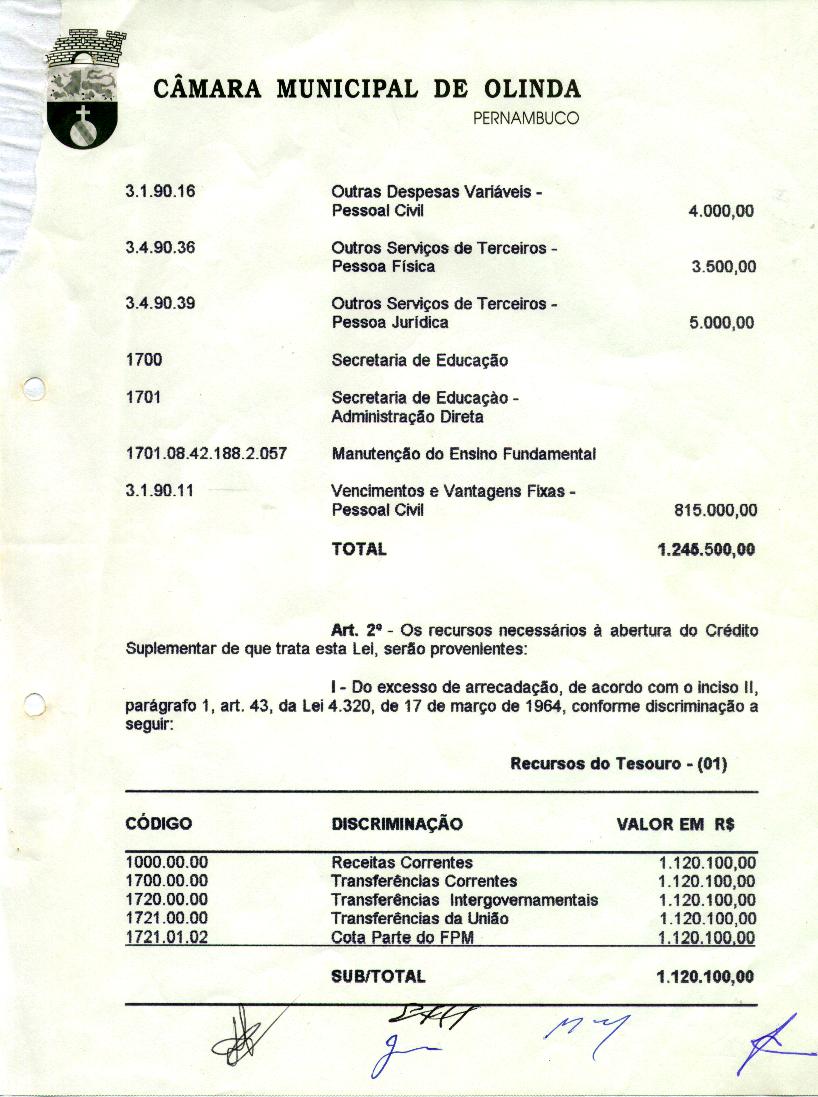 CÂMARA MUNICIPAL DE OLINDA
PERNAMBUCO
3.1.90.16 Outras Despesas Variáveis -
Pessoal Civil 4.000,00
3.4.90.36 Outros Serviços de Terceiros -
Pessoa Física 3.500,00
3.4.90.39 Outros Serviços de Terceiros -
Pessoa Jurídica 5.000,00
1700 Secretaria de Educação
1701 Secretaria de Educaçào -
Administração Direta
1701.08.42.188.2.057 Manutenção do Ensino Fundamental
3.1.90.11 Vencimentos e Vantagens Fixas -
Pessoal Civil 815.000,00
TOTAL
Art. 2º - Os recursos necessários à abertura do Crédito
Suplementar de que trata esta Lei, serão provenientes:
I - Do excesso de arrecadação, de acordo com o inciso II,
parágrafo 1, art. 43, da Lei 4.320, de 17 de março de 1964, conforme discriminação a
seguir:
Recursos do Tesouro - (01)
CÓDIGO DISCRIMINAÇÃO VALOR EM R$
1000.00.00 Receitas Correntes 1.120.100,00
1700.00.00 Transferências Correntes 1.120.100,00
1720.00.00 Transferências Intergovernamentais 1.120.100,00
1721.00.00 Transferências da União 1.120.100,00
1721.01.02 Cota Parte do FPM 1.120.100,00
SUB/TOTAL 1.120.100,00